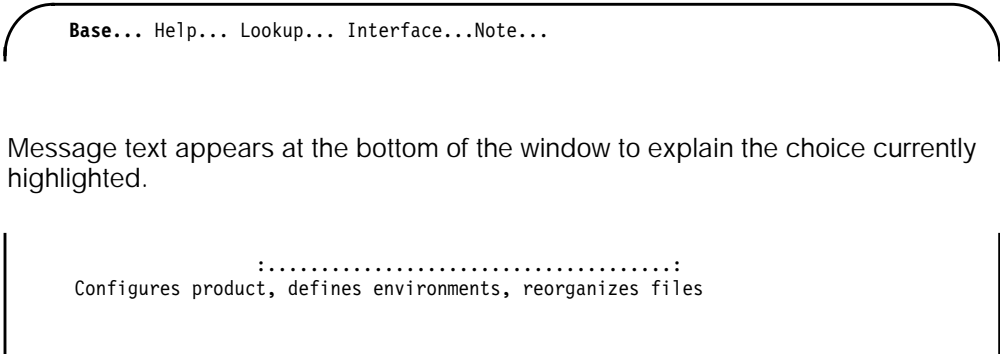 Base... Help... Lookup... Interface...Note...
Message text appears at the bottom of the window to explain the choice currently
highlighted.
:......................................:
Configures product, defines environments, reorganizes files